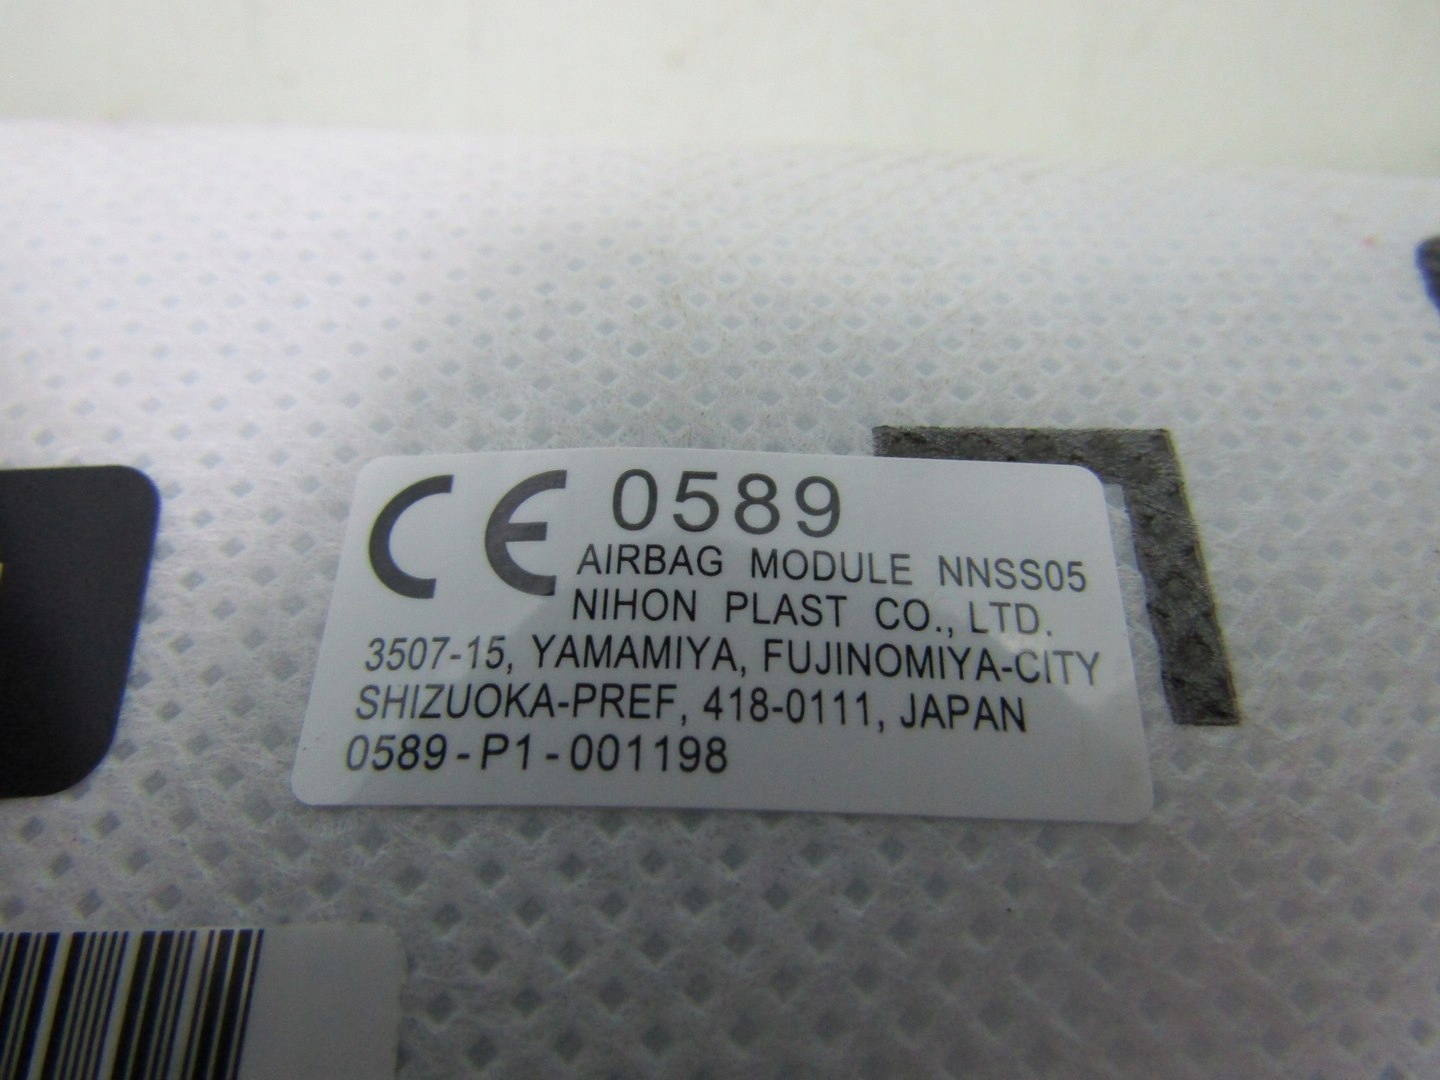 CE 0589
AIRBAG MODULE NNSS05
NIHON PLAST CO., LTD.
3507-15, YAMAMIYA, FUJINOMIYA-CITY
SHIZUOKA-PREF, 418-0111, JAPAN
0589-P1-001198